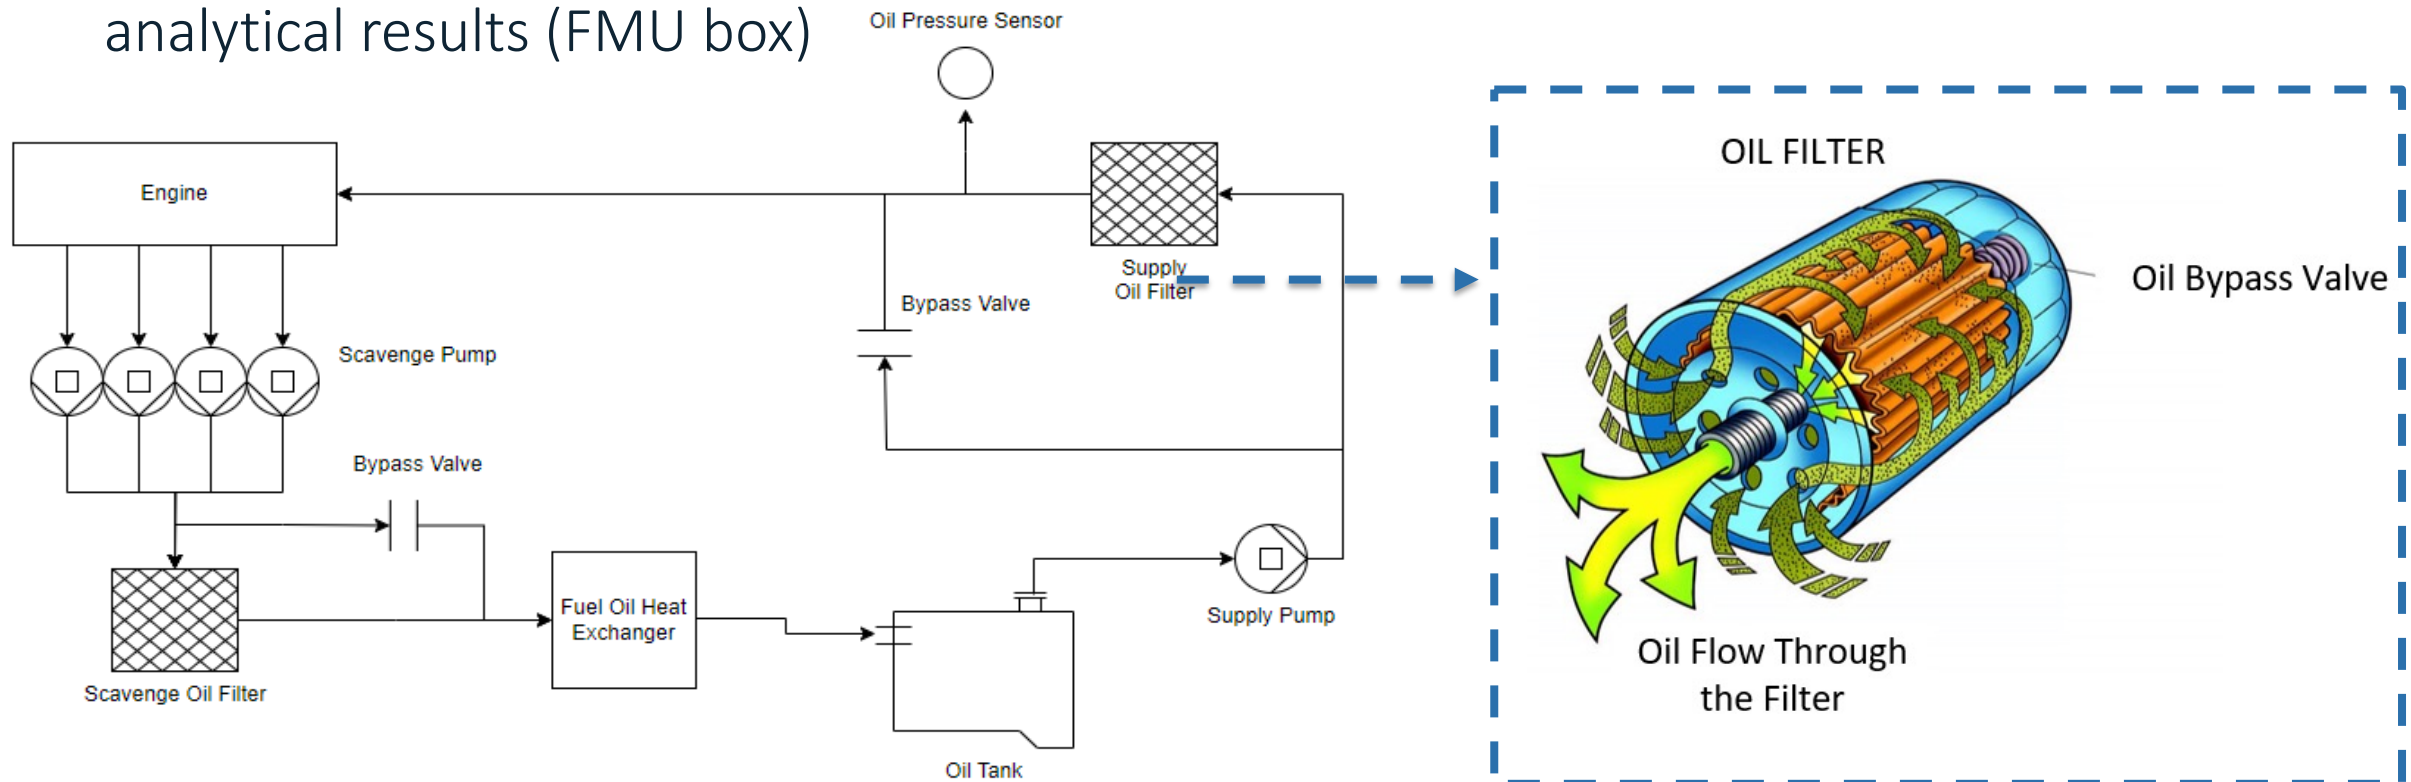 analytical results (FMU box)
Oil Pressure Sensor
Engine
Supply
Oil Filter
Bypass Valve
Scavenge Pump
Bypass Valve
Fuel Oil Heat
Exchanger
Supply Pump
Scavenge Oil Filter
Oil Tank
OIL FILTER
Oil Bypass Valve
Oil Flow Through
the Filter